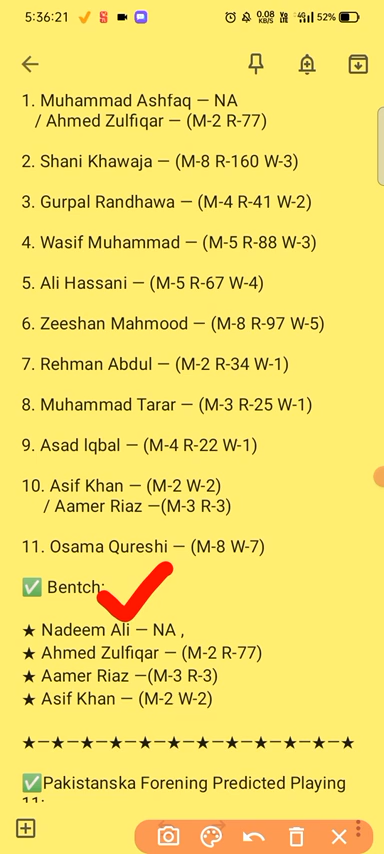 5:36:21
0.08
KB/S
4G
52%
1. Muhammad Ashfaq — NA
/ Ahmed Zulfiqar — (M-2 R-77)
2. Shani Khawaja — (M-8 R-160 W-3)
3. Gurpal Randhawa — (M-4 R-41 W-2)
4. Wasif Muhammad — (M-5 R-88 W-3)
5. Ali Hassani — (M-5 R-67 W-4)
6. Zeeshan Mahmood — (M-8 R-97 W-5)
7. Rehman Abdul — (M-2 R-34 W-1)
8. Muhammad Tarar — (M-3 R-25 W-1)
9. Asad Iqbal — (M-4 R-22 W-1)
10. Asif Khan — (M-2 W-2)
/ Aamer Riaz —(M-3 R-3)
11. Osama Qureshi — (M-8 W-7)
✅ Bentch:
★ Nadeem Ali — NA ,
★ Ahmed Zulfiqar — (M-2 R-77)
★ Aamer Riaz —(M-3 R-3)
★ Asif Khan — (M-2 W-2)
★—★—★—★—★—★—★—★—★—★—★—★
✅Pakistanska Forening Predicted Playing
11: